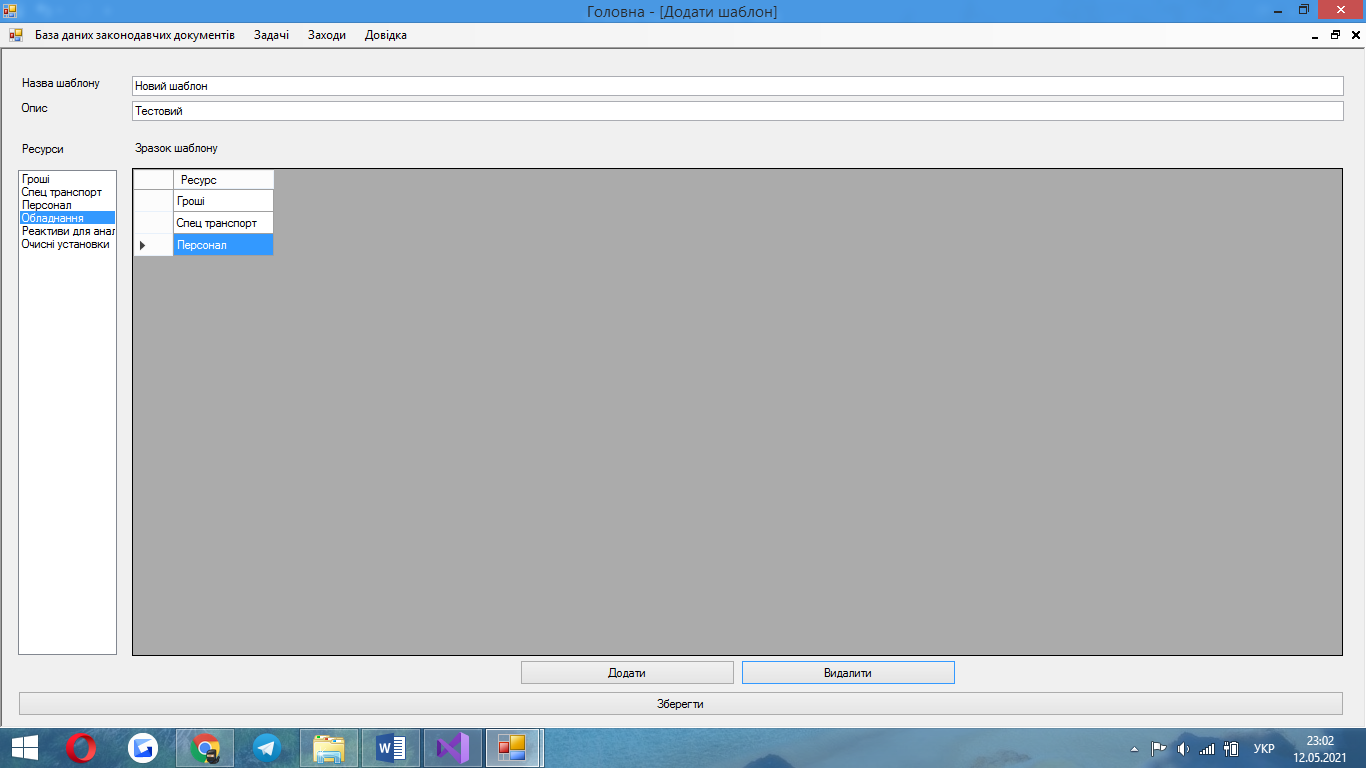 Головна - [Додати шаблон]
База даних законодавчих документів Задачі Заходи Довідка
Назва шаблону Новий шаблон
Опис Тестовий
Ресурси Зразок шаблону
Гроші
Спец транспорт
Персонал
Обладнання
Реактиви для анал
Очисні установки
Ресурс
Гроші
Спец транспорт
Персонал
Додати Видалити
Зберегти
УКР
23:02
12.05.2021